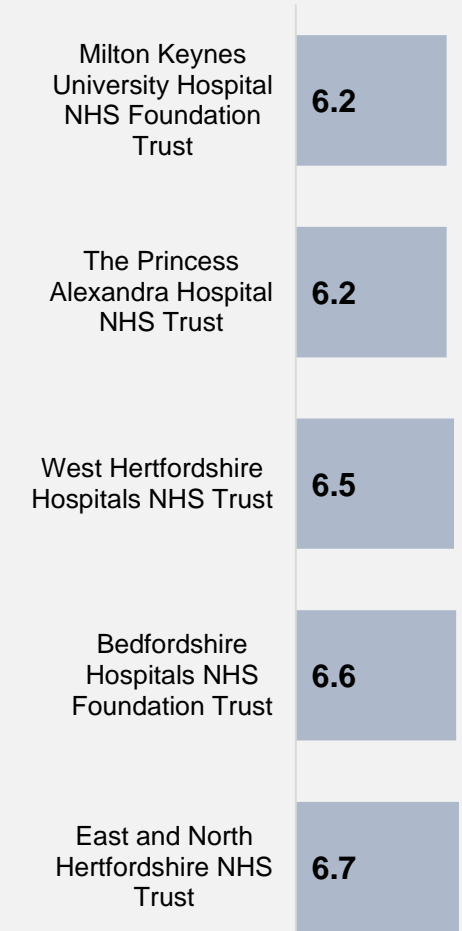 Milton Keynes
University Hospital
NHS Foundation
Trust
6.2
The Princess
Alexandra Hospital
NHS Trust
6.2
West Hertfordshire
Hospitals NHS Trust
6.5
Bedfordshire
Hospitals NHS
Foundation Trust
6.6
East and North
Hertfordshire NHS
Trust
6.7